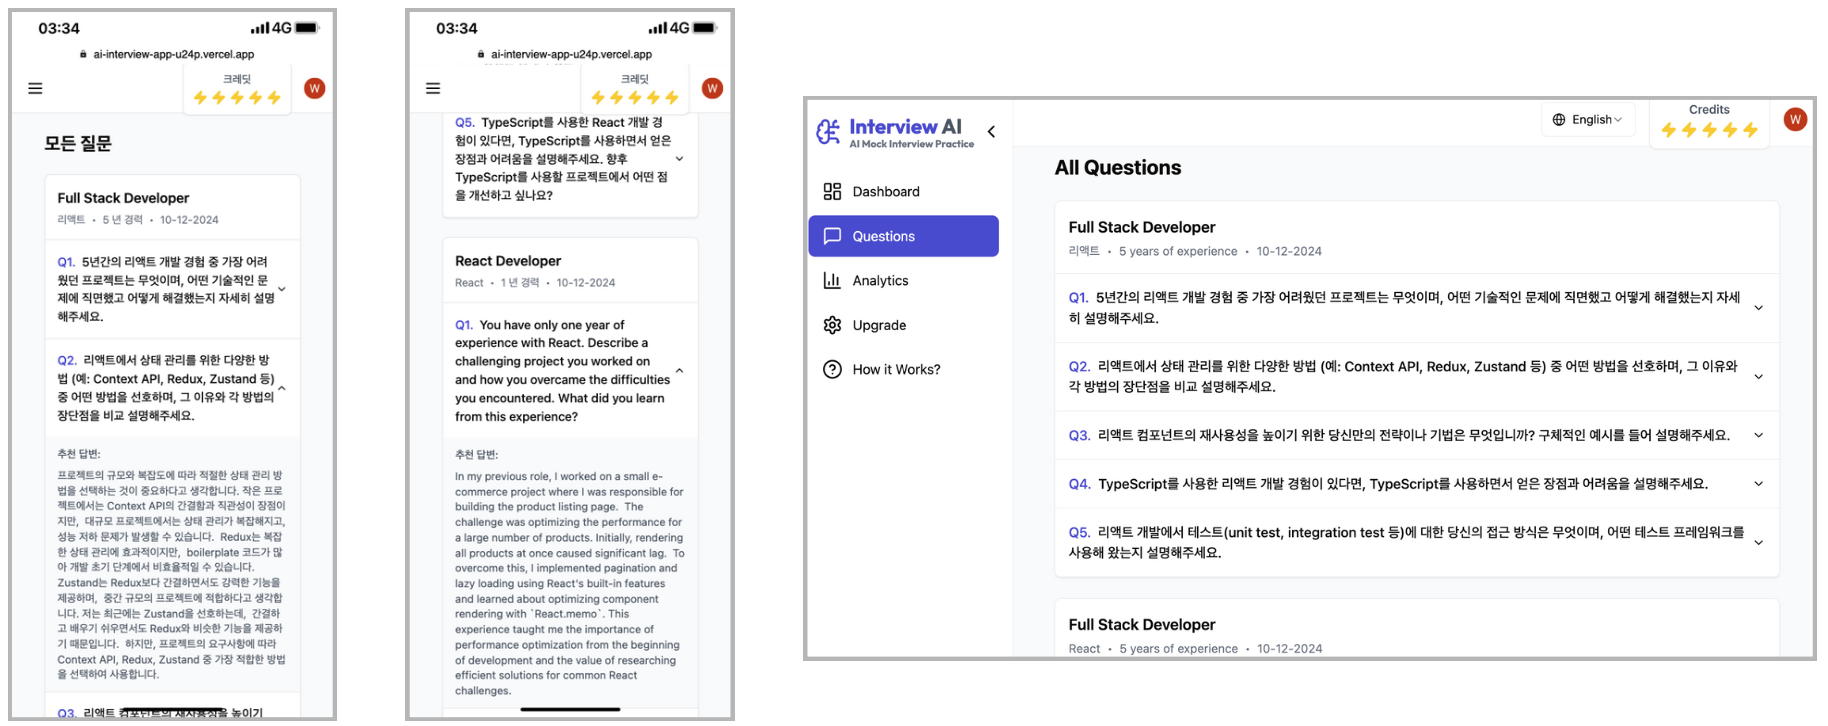 03:34
4G
ai-interview-app-u24p.vercel.app
크레딧
W
모든 질문
Full Stack Developer
리액트 • 5 년 경력 • 10-12-2024
Q1. 5년간의 리액트 개발 경험 중 가장 어려
웠던 프로젝트는 무엇이며, 어떤 기술적인 문
제에 직면했고 어떻게 해결했는지 자세히 설명
해주세요.
Q2. 리액트에서 상태 관리를 위한 다양한 방
법 (예: Context API, Redux, Zustand 등)
중 어떤 방법을 선호하며, 그 이유와 각 방법의
장단점을 비교 설명해주세요.
추천 답변:
프로젝트의 규모와 복잡도에 따라 적절한 상태 관리 방
법을 선택하는 것이 중요하다고 생각합니다. 작은 프로
젝트에서는 Context API의 간결함과 직관성이 장점이
지만, 대규모 프로젝트에서는 상태 관리가 복잡해지고,
성능 저하 문제가 발생할 수 있습니다. Redux는 복잡
한 상태 관리에 효과적이지만, boilerplate 코드가 많
아 개발 초기 단계에서 비효율적일 수 있습니다.
Zustand는 Redux보다 간결하면서도 강력한 기능을
제공하며, 중간 규모의 프로젝트에 적합하다고 생각합
니다. 저는 최근에는 Zustand을 선호하는데, 간결하
고 배우기 쉬우면서도 Redux와 비슷한 기능을 제공하
기 때문입니다. 하지만, 프로젝트의 요구사항에 따라
Context API, Redux, Zustand 중 가장 적합한 방법
을 선택하여 사용합니다.
Q3. 리액트 컴포넌트의 재사용성을 높이기
03:34
4G
ai-interview-app-u24p.vercel.app
크레딧
W
Q5. TypeScript를 사용한 React 개발 경
험이 있다면, TypeScript를 사용하면서 얻은
장점과 어려움을 설명해주세요. 향후
TypeScript를 사용할 프로젝트에서 어떤 점
을 개선하고 싶나요?
React Developer
React • 1 년 경력 • 10-12-2024
Q1. You have only one year of
experience with React. Describe a
challenging project you worked on
and how you overcame the difficulties
you encountered. What did you learn
from this experience?
추천 답변:
In my previous role, I worked on a small e-
commerce project where I was responsible for
building the product listing page. The
challenge was optimizing the performance for
a large number of products. Initially, rendering
all products at once caused significant lag. To
overcome this, I implemented pagination and
lazy loading using React's built-in features
and learned about optimizing component
rendering with `React.memo`. This
experience taught me the importance of
performance optimization from the beginning
of development and the value of researching
efficient solutions for common React
challenges.
Interview AI
AI Mock Interview Practice
Dashboard
Questions
Analytics
Upgrade
How it Works?
English
Credits
W
All Questions
Full Stack Developer
리액트 • 5 years of experience • 10-12-2024
Q1. 5년간의 리액트 개발 경험 중 가장 어려웠던 프로젝트는 무엇이며, 어떤 기술적인 문제에 직면했고 어떻게 해결했는지 자세
히 설명해주세요.
Q2. 리액트에서 상태 관리를 위한 다양한 방법 (예: Context API, Redux, Zustand 등) 중 어떤 방법을 선호하며, 그 이유와
각 방법의 장단점을 비교 설명해주세요.
Q3. 리액트 컴포넌트의 재사용성을 높이기 위한 당신만의 전략이나 기법은 무엇입니까? 구체적인 예시를 들어 설명해주세요.
Q4. TypeScript를 사용한 리액트 개발 경험이 있다면, TypeScript를 사용하면서 얻은 장점과 어려움을 설명해주세요.
Q5. 리액트 개발에서 테스트(unit test, integration test 등)에 대한 당신의 접근 방식은 무엇이며, 어떤 테스트 프레임워크를
사용해 왔는지 설명해주세요.
Full Stack Developer
React • 5 years of experience • 10-12-2024